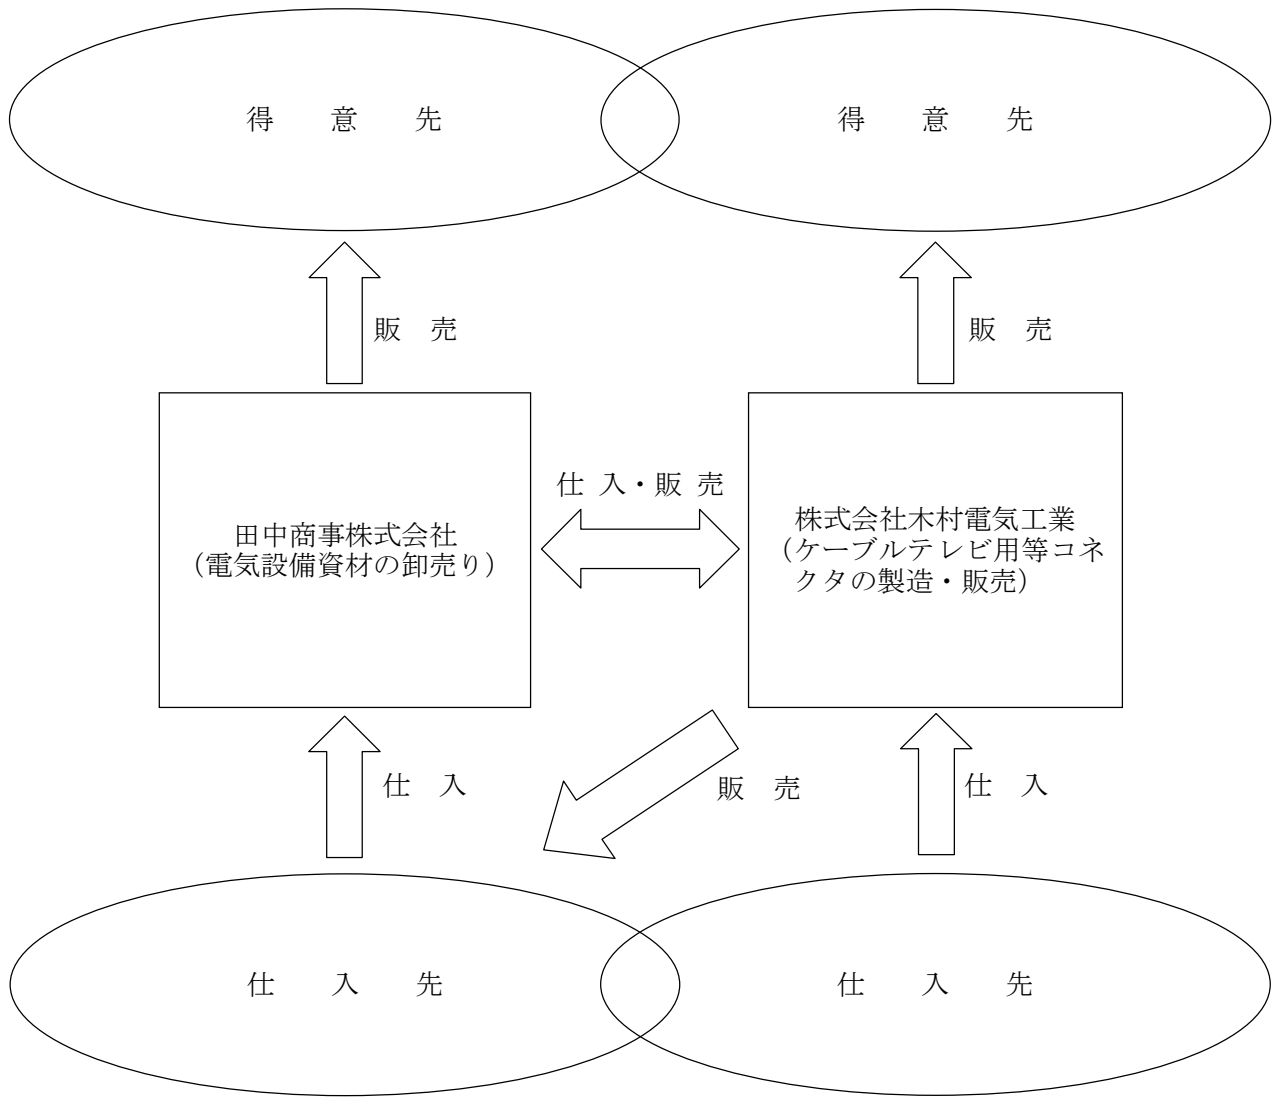 得　意　先
得　意　先
販　売
販　売
仕 入・販 売
田中商事株式会社
（電気設備資材の卸売り）
株式会社木村電気工業
（ケーブルテレビ用等コネ
クタの製造・販売）
仕　入
販　売
仕　入
仕　入　先
仕　入　先